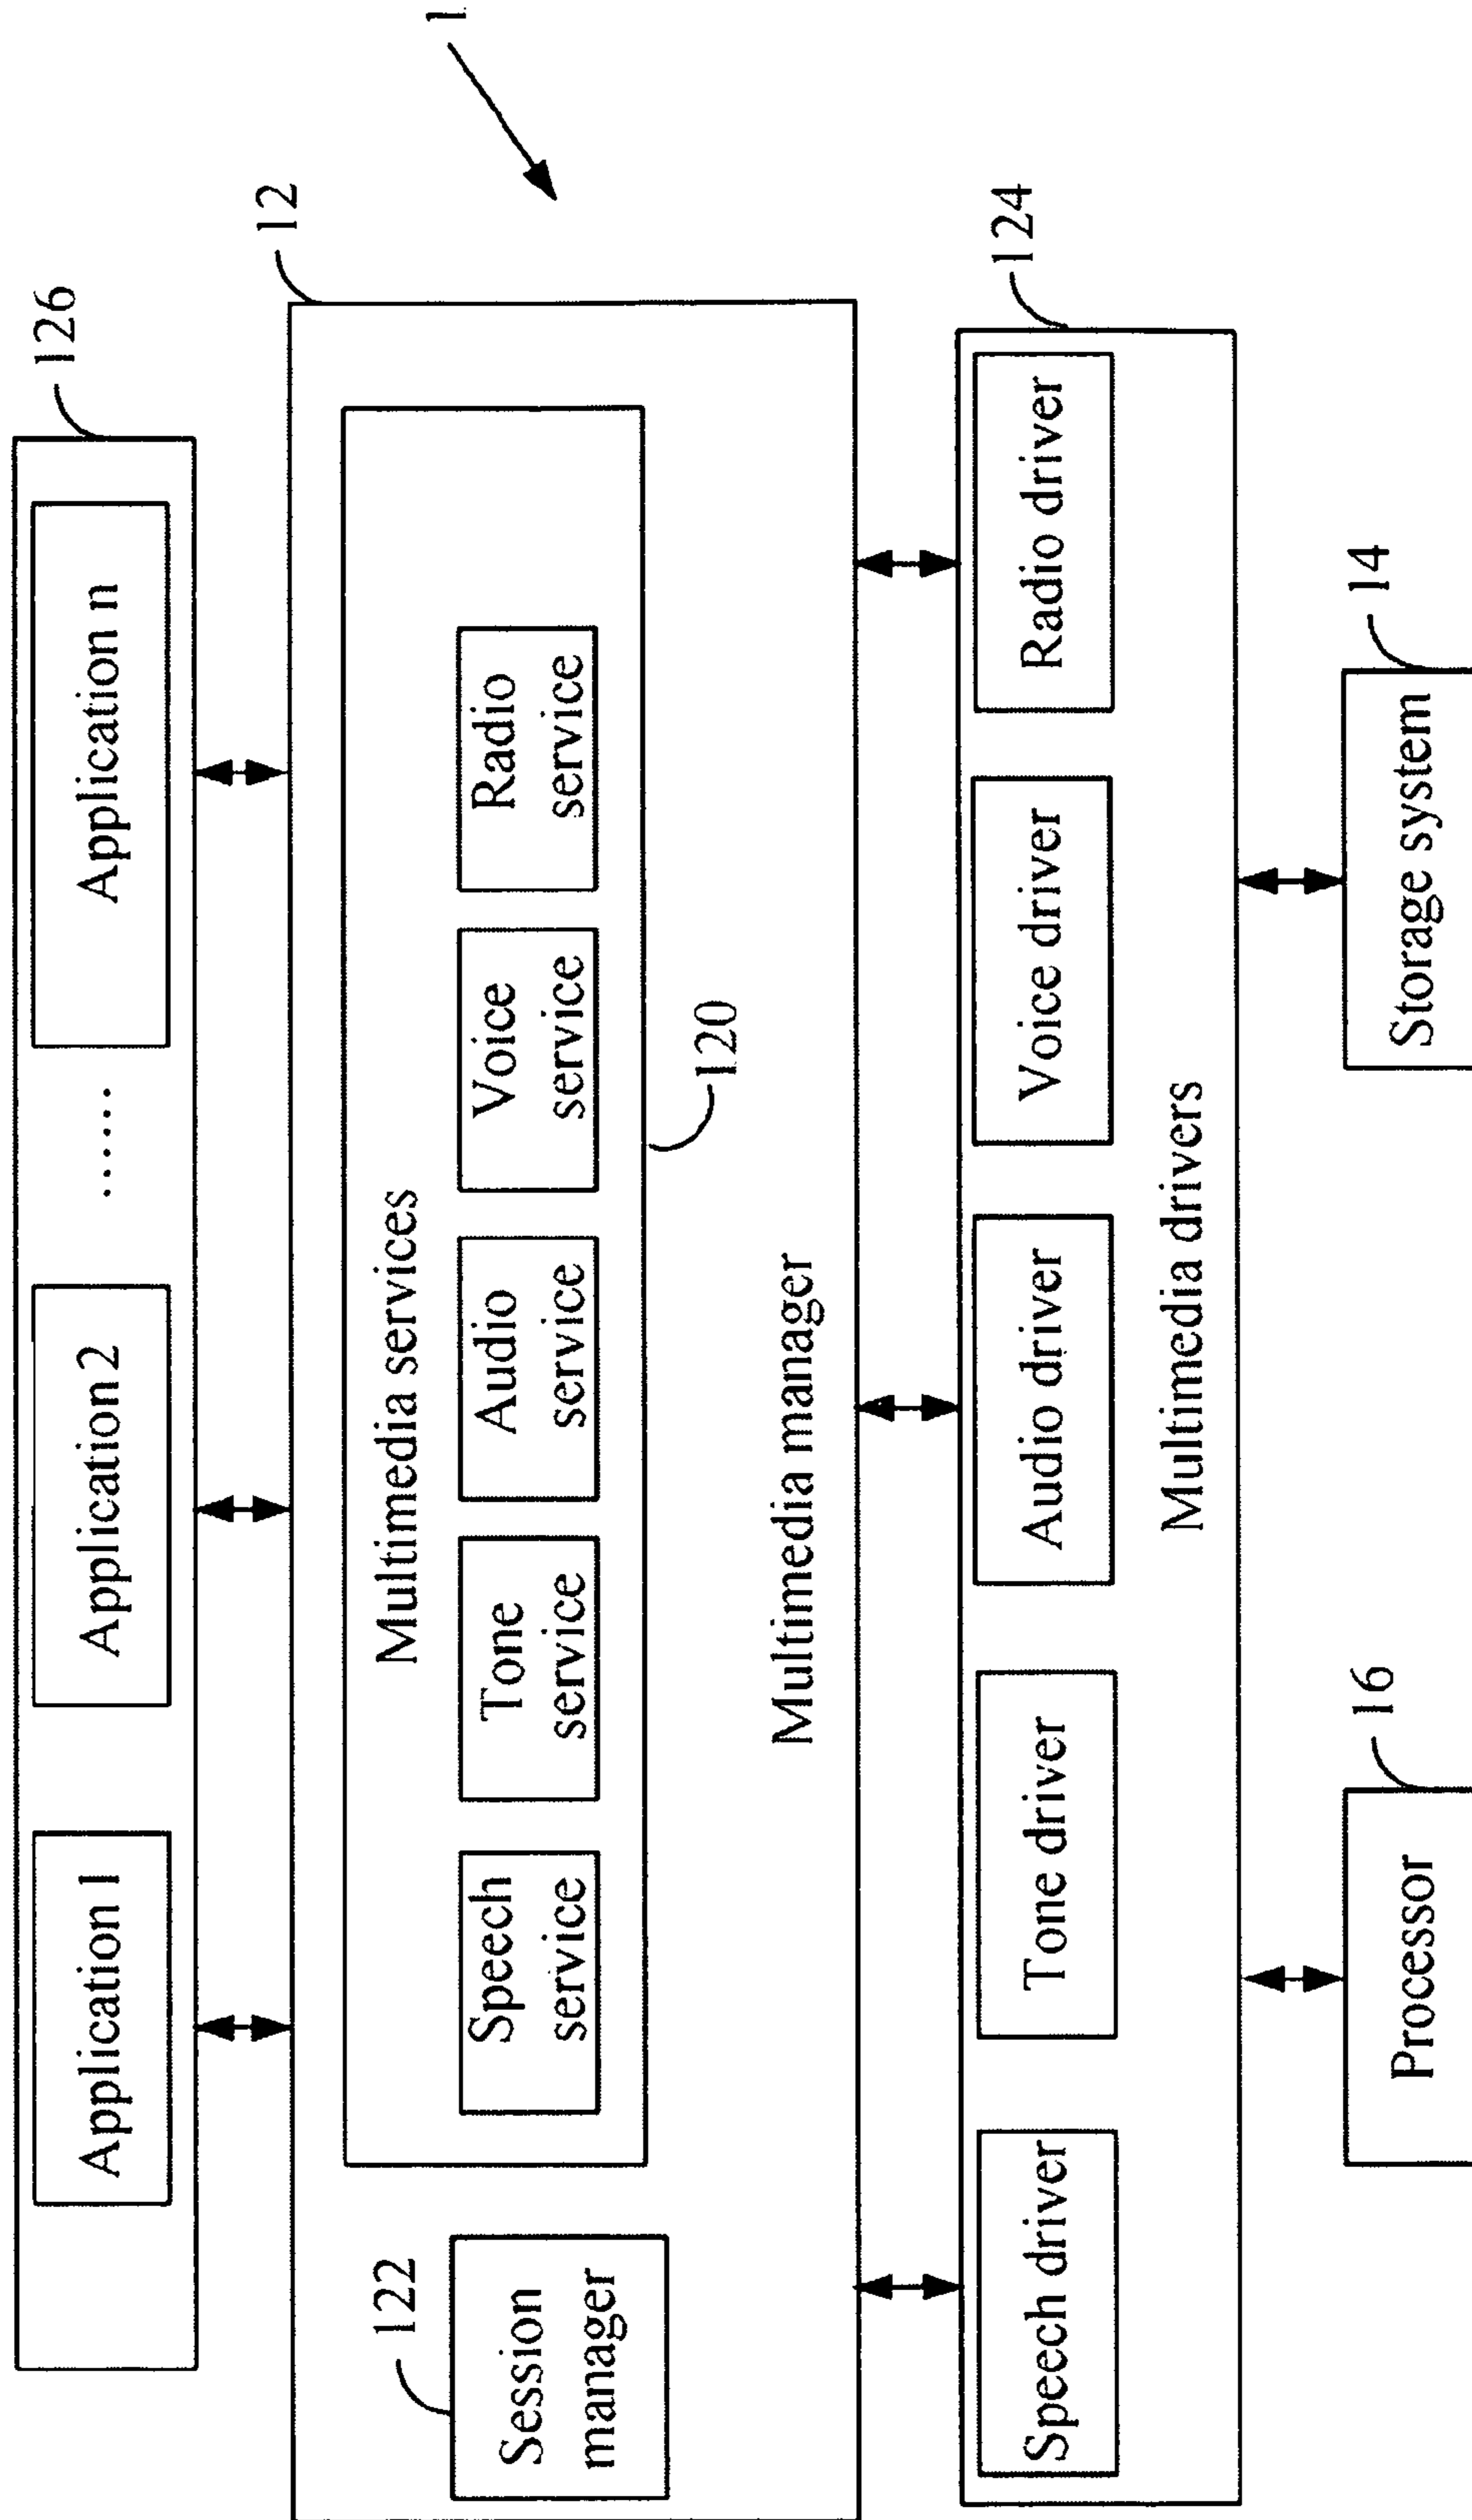 1
126
Application 1
Application 2
......
Application n
12
Multimedia services
122
Session
manager
Speech
service
Tone
service
Audio
service
Voice
service
Radio
service
120
Multimedia manager
124
Speech driver
Tone driver
Audio driver
Voice driver
Radio driver
Multimedia drivers
16
Processor
14
Storage system